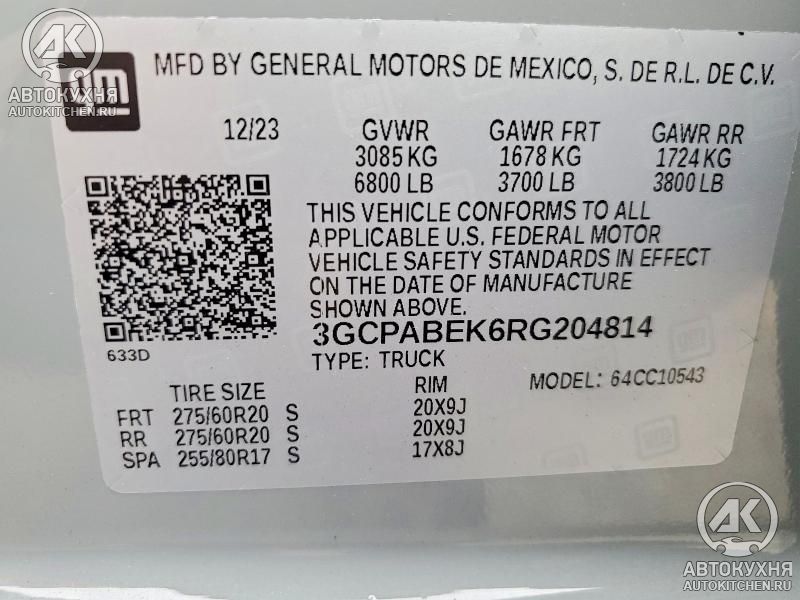 АК
GM
АВТОКУХНЯ
AUTOKITCHEN.RU
MFD BY GENERAL MOTORS DE MEXICO, S. DE R.L. DE C.V.
12/23 GVWR GAWR FRT GAWR RR
3085 KG 1678 KG 1724 KG
6800 LB 3700 LB 3800 LB
THIS VEHICLE CONFORMS TO ALL
APPLICABLE U.S. FEDERAL MOTOR
VEHICLE SAFETY STANDARDS IN EFFECT
ON THE DATE OF MANUFACTURE
SHOWN ABOVE.
3GCPABEK6RG204814
633D
TYPE: TRUCK
TIRE SIZE RIM MODEL: 64CC10543
FRT 275/60R20 S 20X9J
RR 275/60R20 S 20X9J
SPA 255/80R17 S 17X8J
АК
АВТОКУХНЯ
AUTOKITCHEN.RU